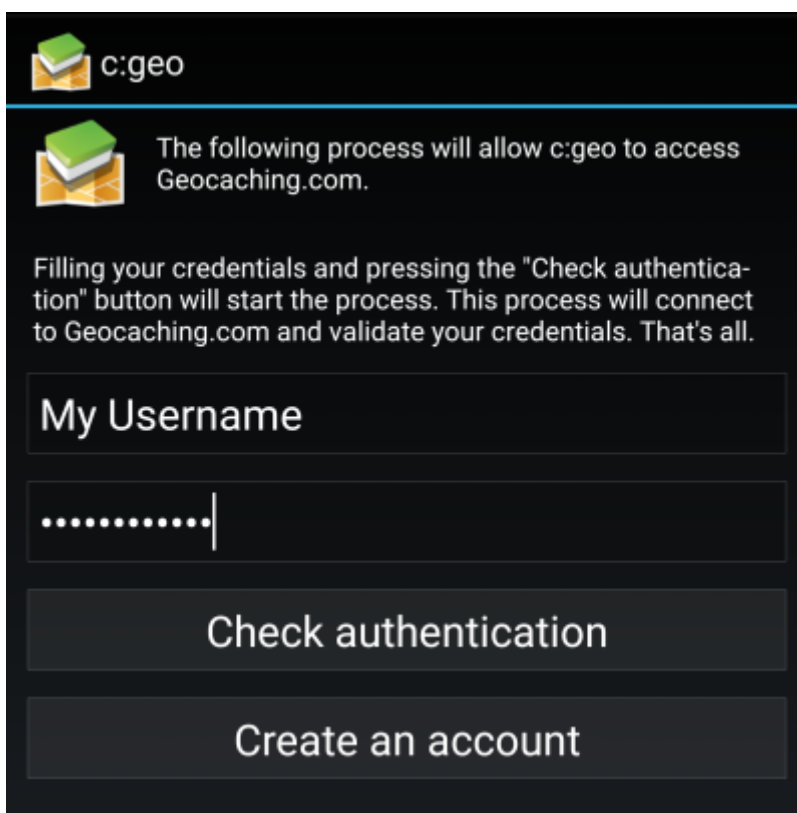 c:geo
The following process will allow c:geo to access
Geocaching.com.
Filling your credentials and pressing the "Check authentica-
tion" button will start the process. This process will connect
to Geocaching.com and validate your credentials. That's all.
My Username
••••••••••••
Check authentication
Create an account